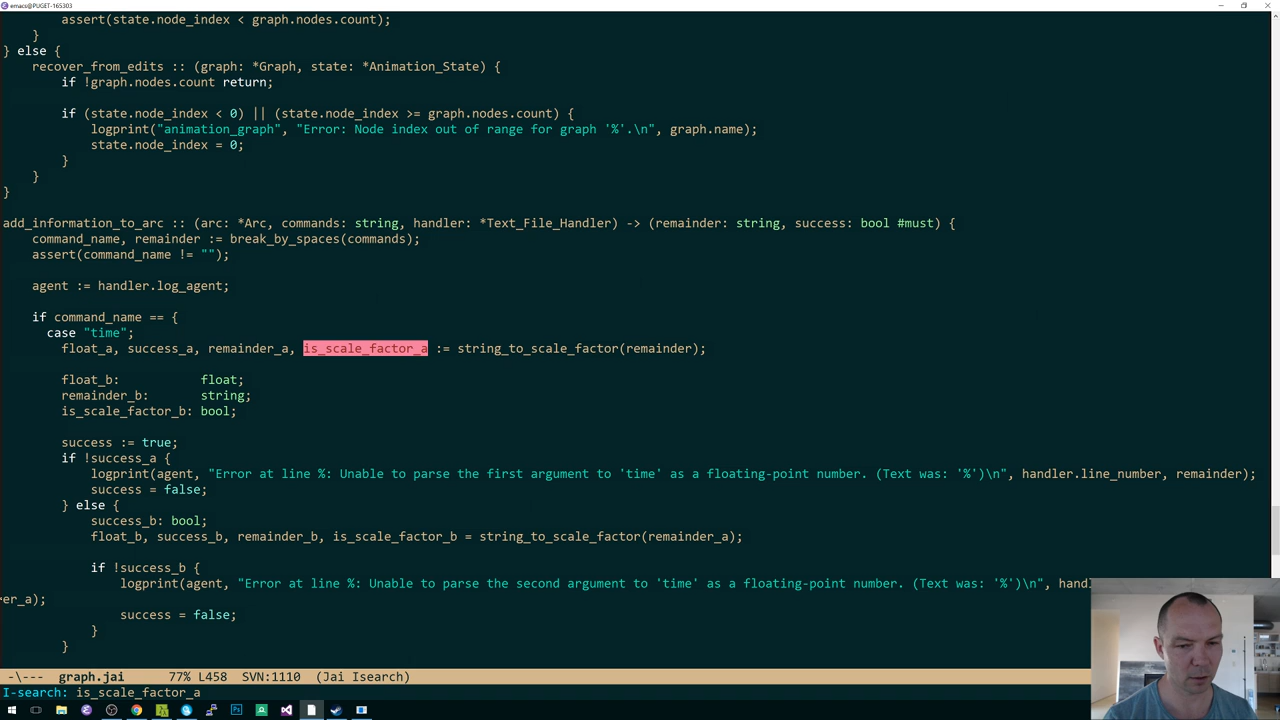 emacs@PUGET-165303
assert(state.node_index < graph.nodes.count);
}
} else {
recover_from_edits :: (graph: *Graph, state: *Animation_State) {
if !graph.nodes.count return;
if (state.node_index < 0) || (state.node_index >= graph.nodes.count) {
logprint("animation_graph", "Error: Node index out of range for graph '%'.\n", graph.name);
state.node_index = 0;
}
}
}
add_information_to_arc :: (arc: *Arc, commands: string, handler: *Text_File_Handler) -> (remainder: string, success: bool #must) {
command_name, remainder := break_by_spaces(commands);
assert(command_name != "");
agent := handler.log_agent;
if command_name == {
case "time";
float_a, success_a, remainder_a, is_scale_factor_a := string_to_scale_factor(remainder);
float_b: float;
remainder_b: string;
is_scale_factor_b: bool;
success := true;
if !success_a {
logprint(agent, "Error at line %: Unable to parse the first argument to 'time' as a floating-point number. (Text was: '%')\n", handler.line_number, remainder);
success = false;
} else {
success_b: bool;
float_b, success_b, remainder_b, is_scale_factor_b = string_to_scale_factor(remainder_a);
if !success_b {
logprint(agent, "Error at line %: Unable to parse the second argument to 'time' as a floating-point number. (Text was: '%')\n", handl
er_a);
success = false;
}
}
-\--- graph.jai 77% L458 SVN:1110 (Jai Isearch)
I-search: is_scale_factor_a